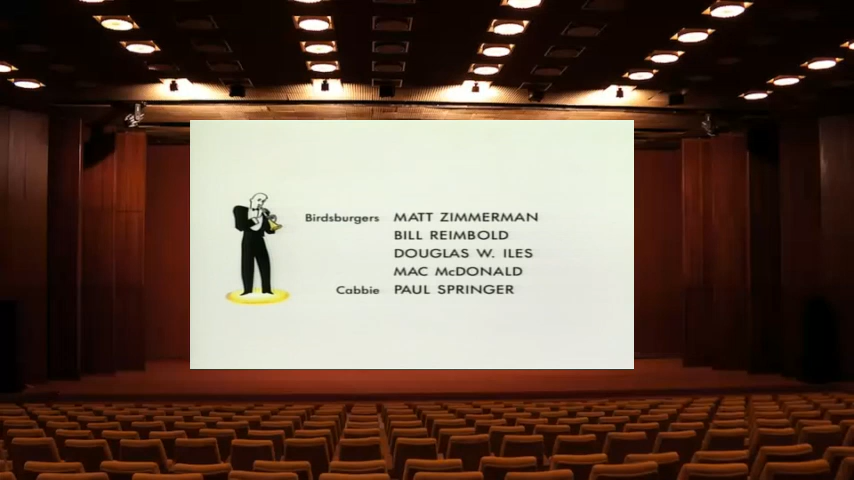 Birdsburgers MATT ZIMMERMAN
BILL REIMBOLD
DOUGLAS W. ILES
MAC McDONALD
Cabbie PAUL SPRINGER